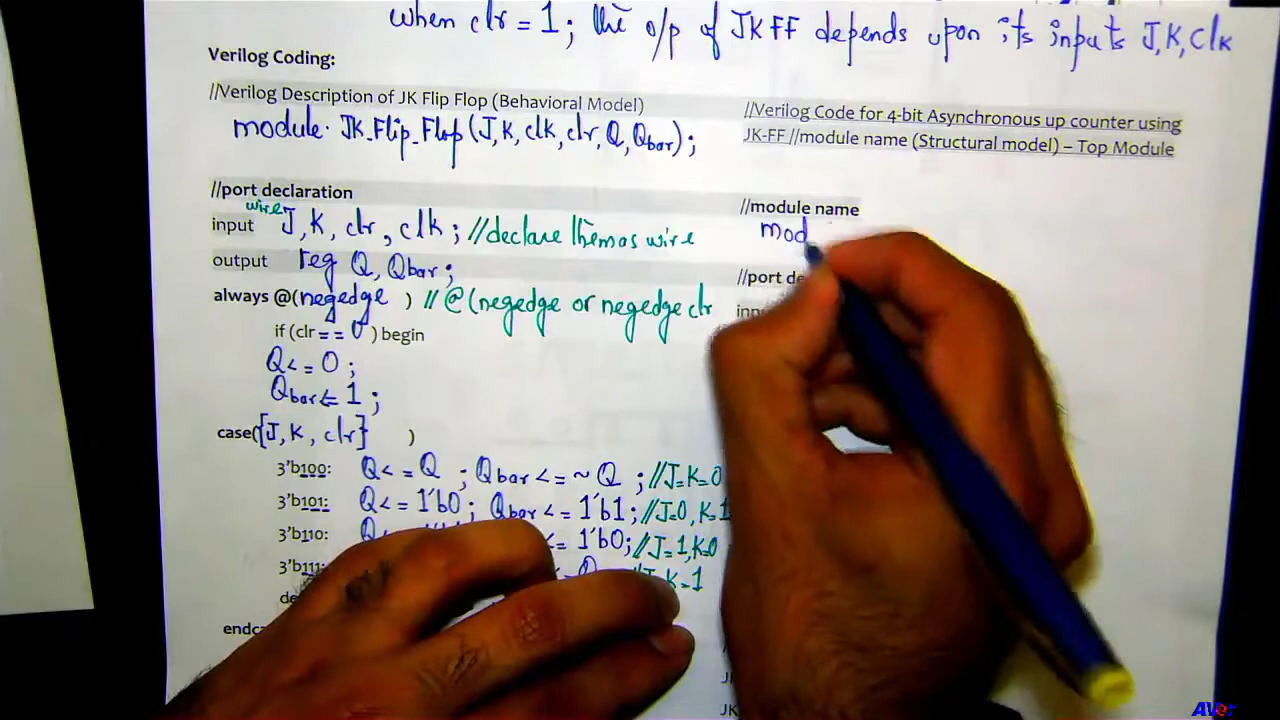 when clr = 1 ; the o/p of JKFF depends upon its inputs J,K,Clk
Verilog Coding:
//Verilog Description of JK Flip Flop (Behavioral Model)
module JK_Flip_Flop(J,K,clk,clr,Q,Qbar);
//port declaration
wire
input J, K, clr, clk ; //declare them as wire
output reg Q, Qbar ;
always @(negedge ) // @(negedge or negedge clr
if (clr == 0 ) begin
Q <= 0 ;
Qbar <= 1 ;
case({J,K , clr} )
3'b100: Q <= Q ; Qbar <= ~ Q ; //J=K=0
3'b101: Q <= 1'b0 ; Qbar <= 1'b1 ; //J=0, K=1
3'b110: <= 1'b0; //J=1,K=0
3'b111:
//Verilog Code for 4-bit Asynchronous up counter using
JK-FF //module name (Structural model) – Top Module
//module name
mod
//port de
JK
AVer